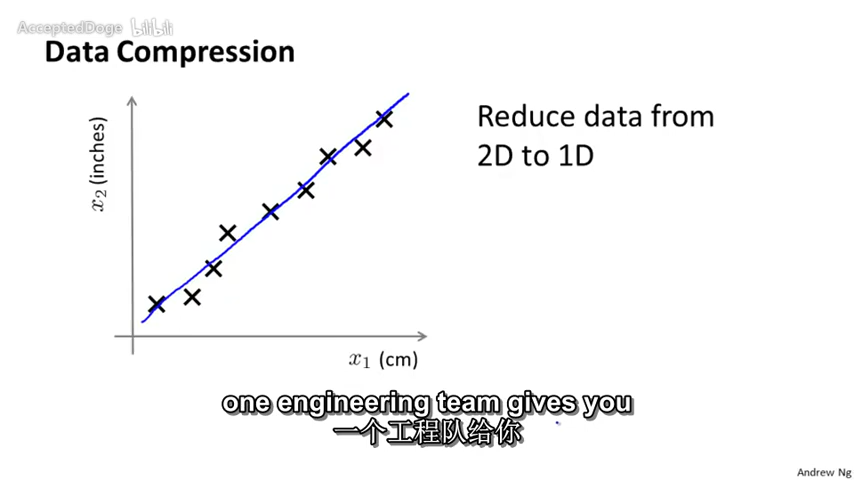 AcceptedDoge bilibili
Data Compression
Reduce data from
2D to 1D
x₂ (inches)
x₁ (cm)
one engineering team gives you
一个工程队给你
Andrew Ng